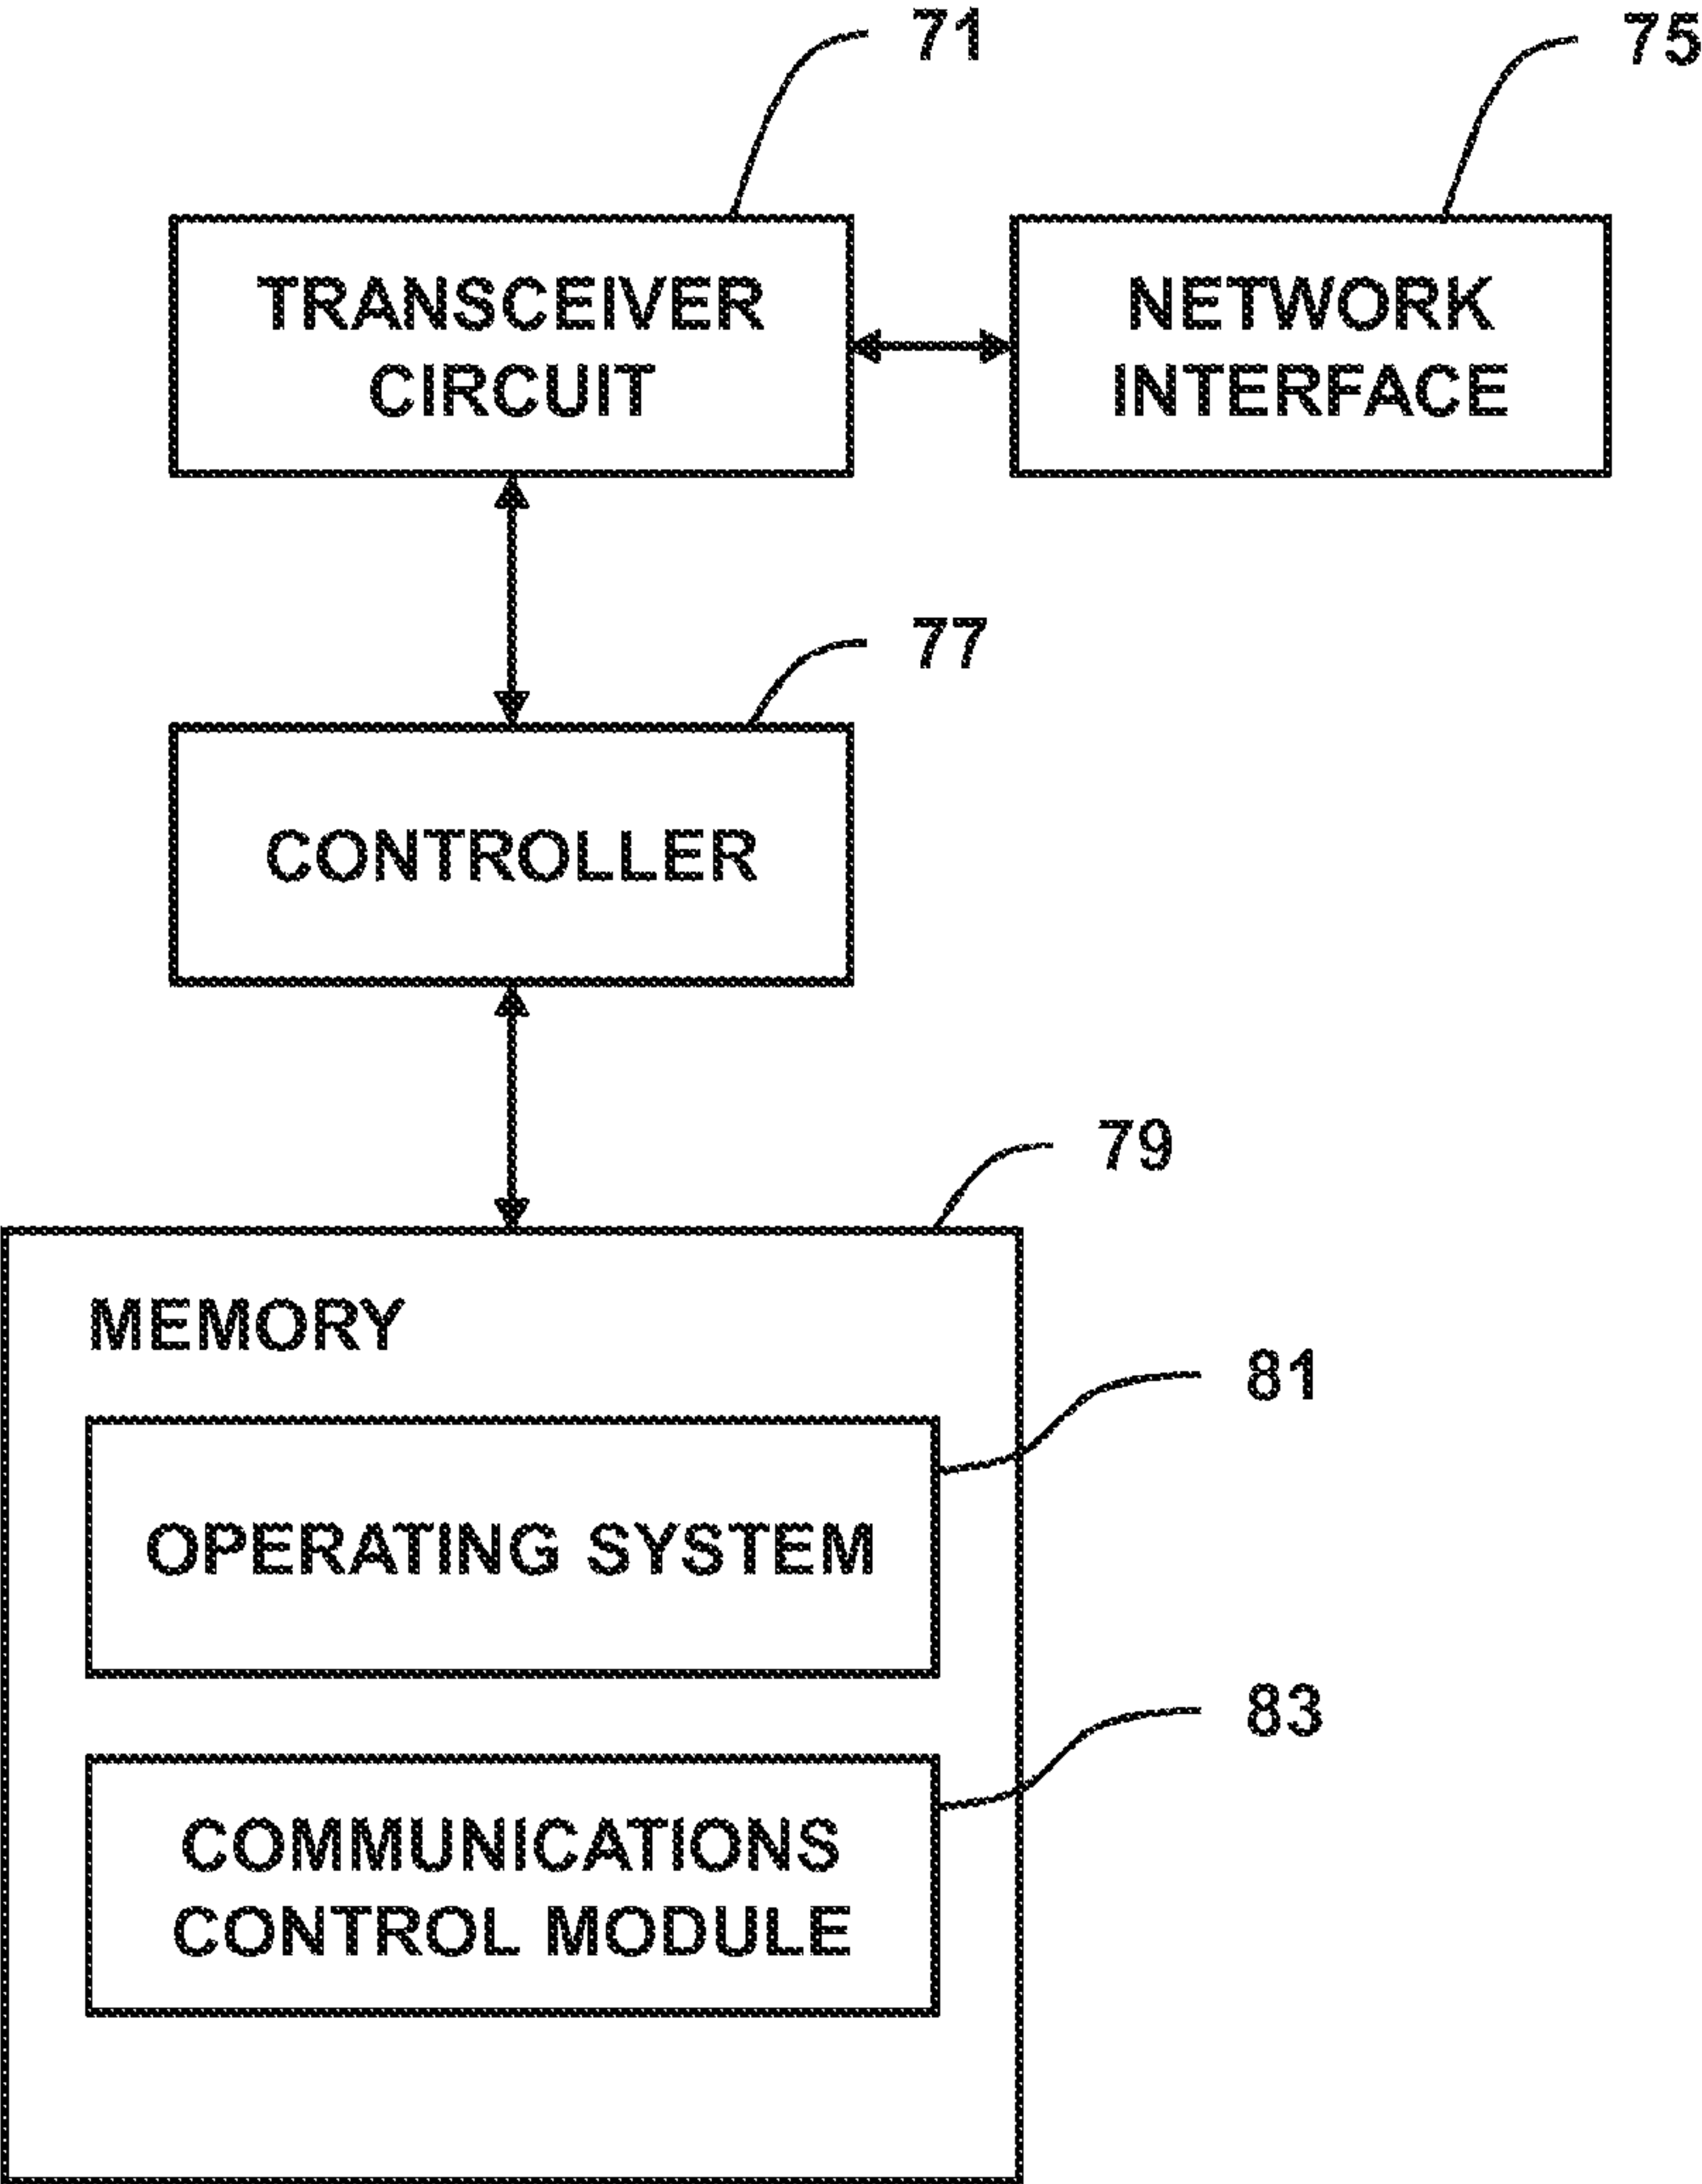 71
75
TRANSCEIVER
CIRCUIT
NETWORK
INTERFACE
77
CONTROLLER
79
MEMORY
81
OPERATING SYSTEM
83
COMMUNICATIONS
CONTROL MODULE